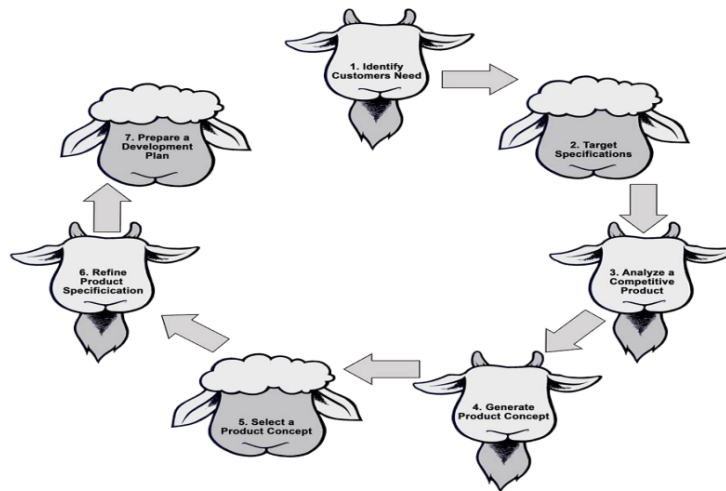 1. Identify
Customers Need
2. Target
Specifications
3. Analyze a
Competitive
Product
4. Generate
Product Concept
5. Select a
Product Concept
6. Refine
Product
Specificication
7. Prepare a
Development
Plan